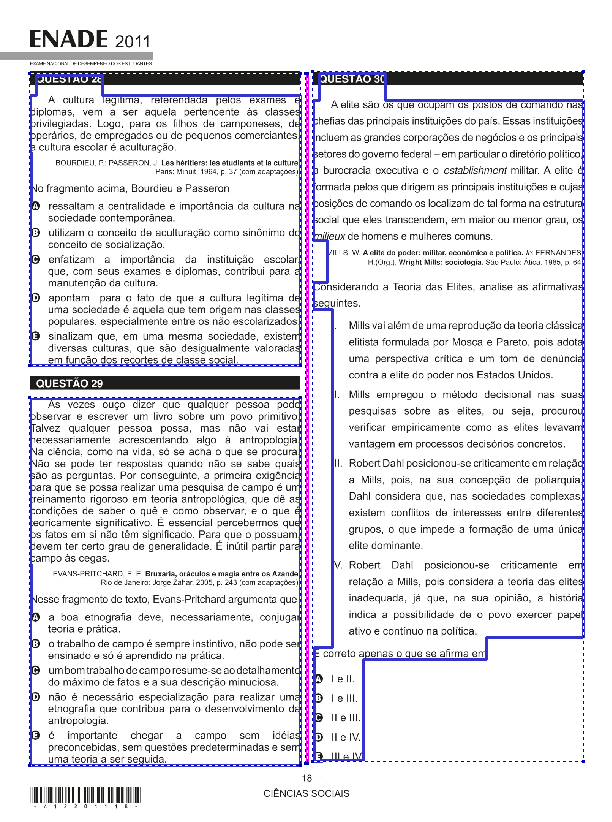 ENADE 2011
EXAME NACIONAL DE DESEMPENHO DOS ESTUDANTES
QUESTÃO 28
A cultura legítima, referendada pelos exames e
diplomas, vem a ser aquela pertencente às classes
privilegiadas. Logo, para os filhos de camponeses, de
operários, de empregados ou de pequenos comerciantes,
a cultura escolar é aculturação.
BOURDIEU, P.; PASSERON, J. Les héritiers: les étudiants et la culture.
Paris: Minuit, 1964, p. 37 (com adaptações).
No fragmento acima, Bourdieu e Passeron
A ressaltam a centralidade e importância da cultura na
sociedade contemporânea.
B utilizam o conceito de aculturação como sinônimo do
conceito de socialização.
C enfatizam a importância da instituição escolar
que, com seus exames e diplomas, contribui para a
manutenção da cultura.
D apontam para o fato de que a cultura legítima de
uma sociedade é aquela que tem origem nas classes
populares, especialmente entre os não escolarizados.
E sinalizam que, em uma mesma sociedade, existem
diversas culturas, que são desigualmente valoradas
em função dos recortes de classe social.
QUESTÃO 29
Às vezes ouço dizer que qualquer pessoa pode
observar e escrever um livro sobre um povo primitivo.
Talvez qualquer pessoa possa, mas não vai estar
necessariamente acrescentando algo à antropologia.
Na ciência, como na vida, só se acha o que se procura.
Não se pode ter respostas quando não se sabe quais
são as perguntas. Por conseguinte, a primeira exigência
para que se possa realizar uma pesquisa de campo é um
treinamento rigoroso em teoria antropológica, que dê as
condições de saber o quê e como observar, e o que é
teoricamente significativo. É essencial percebermos que
os fatos em si não têm significado. Para que o possuam,
devem ter certo grau de generalidade. É inútil partir para
campo às cegas.
EVANS-PRITCHARD, E. E. Bruxaria, oráculos e magia entre os Azande.
Rio de Janeiro: Jorge Zahar, 2005, p. 243 (com adaptações).
Nesse fragmento de texto, Evans-Pritchard argumenta que
A a boa etnografia deve, necessariamente, conjugar
teoria e prática.
B o trabalho de campo é sempre instintivo, não pode ser
ensinado e só é aprendido na prática.
C um bom trabalho de campo resume-se ao detalhamento
do máximo de fatos e a sua descrição minuciosa.
D não é necessário especialização para realizar uma
etnografia que contribua para o desenvolvimento da
antropologia.
E é importante chegar a campo sem idéias
preconcebidas, sem questões predeterminadas e sem
uma teoria a ser seguida.
QUESTÃO 30
A elite são os que ocupam os postos de comando nas
chefias das principais instituições do país. Essas instituições
incluem as grandes corporações de negócios e os principais
setores do governo federal – em particular o diretório político,
a burocracia executiva e o establishment militar. A elite é
formada pelos que dirigem as principais instituições e cujas
posições de comando os localizam de tal forma na estrutura
social que eles transcendem, em maior ou menor grau, os
milieux de homens e mulheres comuns.
MILLS, W. A elite do poder: militar, econômica e política. In: FERNANDES,
H.(Org.). Wright Mills: sociologia. São Paulo: Ática, 1985, p. 64.
Considerando a Teoria das Elites, analise as afirmativas
seguintes.
I. Mills vai além de uma reprodução da teoria clássica
elitista formulada por Mosca e Pareto, pois adota
uma perspectiva crítica e um tom de denúncia
contra a elite do poder nos Estados Unidos.
II. Mills empregou o método decisional nas suas
pesquisas sobre as elites, ou seja, procurou
verificar empiricamente como as elites levavam
vantagem em processos decisórios concretos.
III. Robert Dahl posicionou-se criticamente em relação
a Mills, pois, na sua concepção de poliarquia,
Dahl considera que, nas sociedades complexas,
existem conflitos de interesses entre diferentes
grupos, o que impede a formação de uma única
elite dominante.
IV. Robert Dahl posicionou-se criticamente em
relação a Mills, pois considera a teoria das elites
inadequada, já que, na sua opinião, a história
indica a possibilidade de o povo exercer papel
ativo e contínuo na política.
É correto apenas o que se afirma em
A I e II.
B I e III.
C II e III.
D II e IV.
E III e IV.
18
CIÊNCIAS SOCIAIS